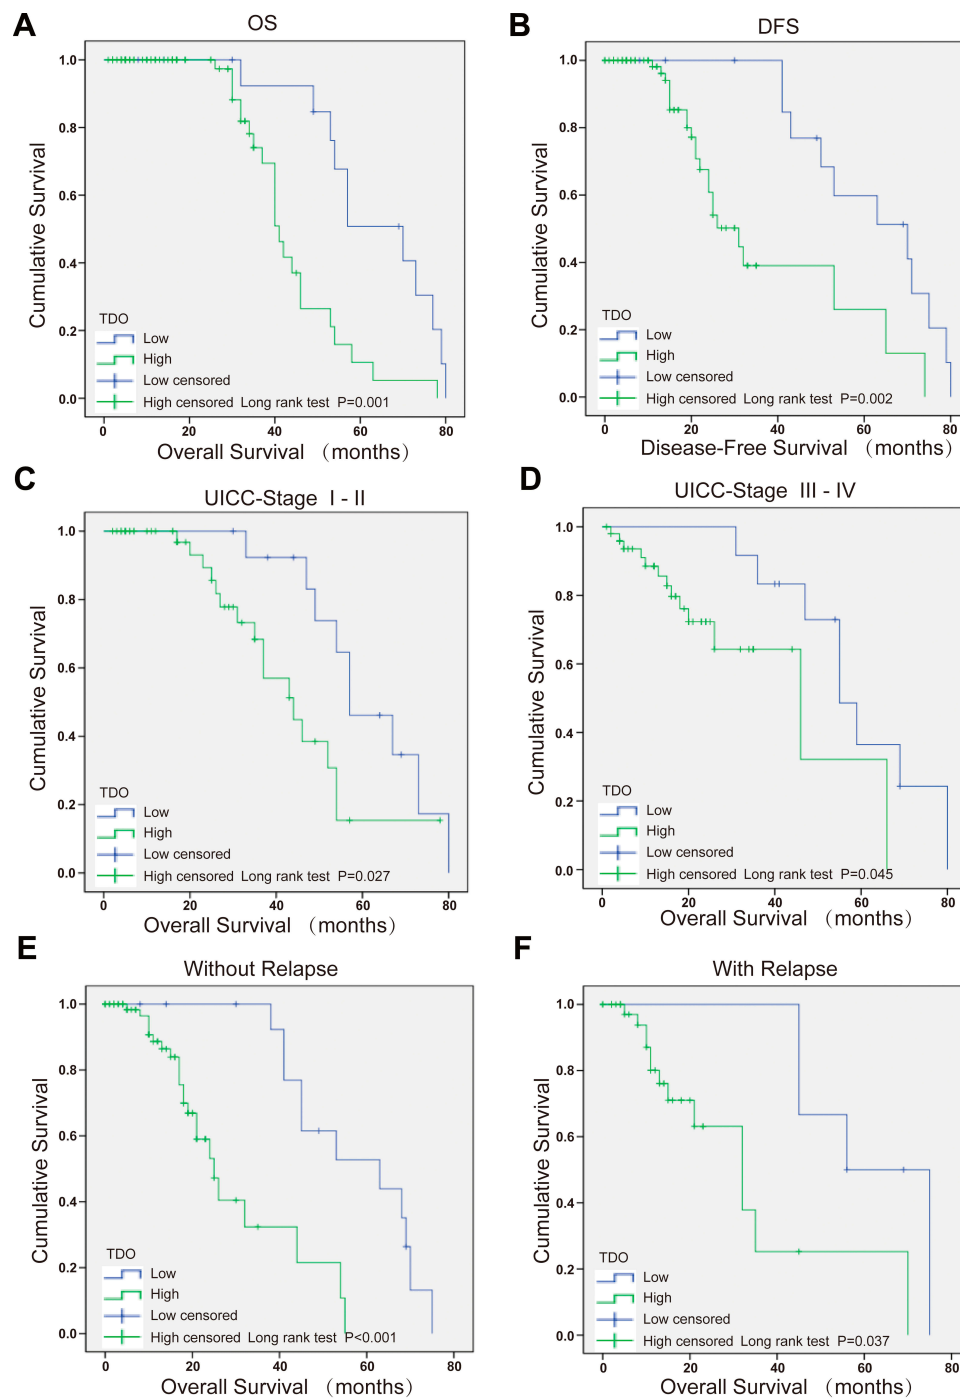 A
OS
Cumulative Survival
1.0
0.8
0.6
0.4
0.2
0.0
TDO
Low
High
Low censored
High censored Long rank test P=0.001
0 20 40 60 80
Overall Survival （months）
B
DFS
Cumulative Survival
1.0
0.8
0.6
0.4
0.2
0.0
TDO
Low
High
Low censored
High censored Long rank test P=0.002
0 20 40 60 80
Disease-Free Survival （months）
C
UICC-Stage I - II
Cumulative Survival
1.0
0.8
0.6
0.4
0.2
0.0
TDO
Low
High
Low censored
High censored Long rank test P=0.027
0 20 40 60 80
Overall Survival （months）
D
UICC-Stage III - IV
Cumulative Survival
1.0
0.8
0.6
0.4
0.2
0.0
TDO
Low
High
Low censored
High censored Long rank test P=0.045
0 20 40 60 80
Overall Survival （months）
E
Without Relapse
Cumulative Survival
1.0
0.8
0.6
0.4
0.2
0.0
TDO
Low
High
Low censored
High censored Long rank test P<0.001
0 20 40 60 80
Overall Survival （months）
F
With Relapse
Cumulative Survival
1.0
0.8
0.6
0.4
0.2
0.0
TDO
Low
High
Low censored
High censored Long rank test P=0.037
0 20 40 60 80
Overall Survival （months）